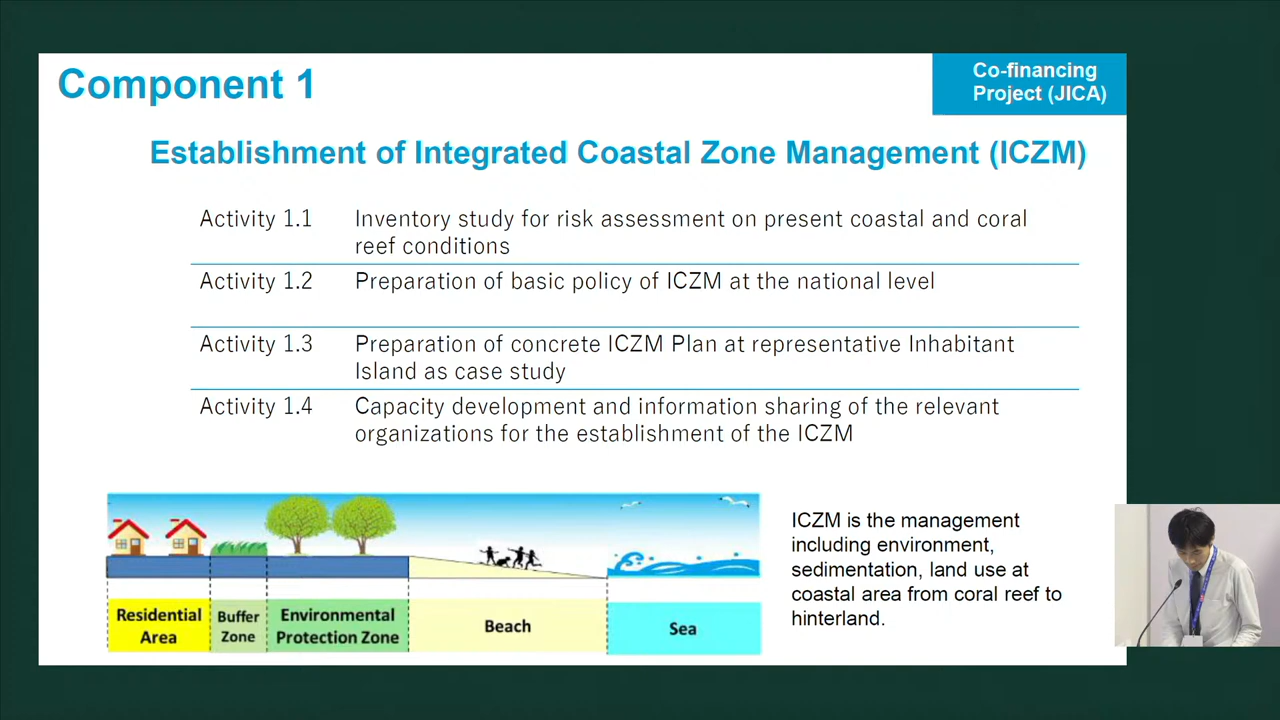 Component 1
Co-financing
Project (JICA)
Establishment of Integrated Coastal Zone Management (ICZM)
Activity 1.1 Inventory study for risk assessment on present coastal and coral
reef conditions
Activity 1.2 Preparation of basic policy of ICZM at the national level
Activity 1.3 Preparation of concrete ICZM Plan at representative Inhabitant
Island as case study
Activity 1.4 Capacity development and information sharing of the relevant
organizations for the establishment of the ICZM
Residential
Area
Buffer
Zone
Environmental
Protection Zone
Beach
Sea
ICZM is the management
including environment,
sedimentation, land use at
coastal area from coral reef to
hinterland.